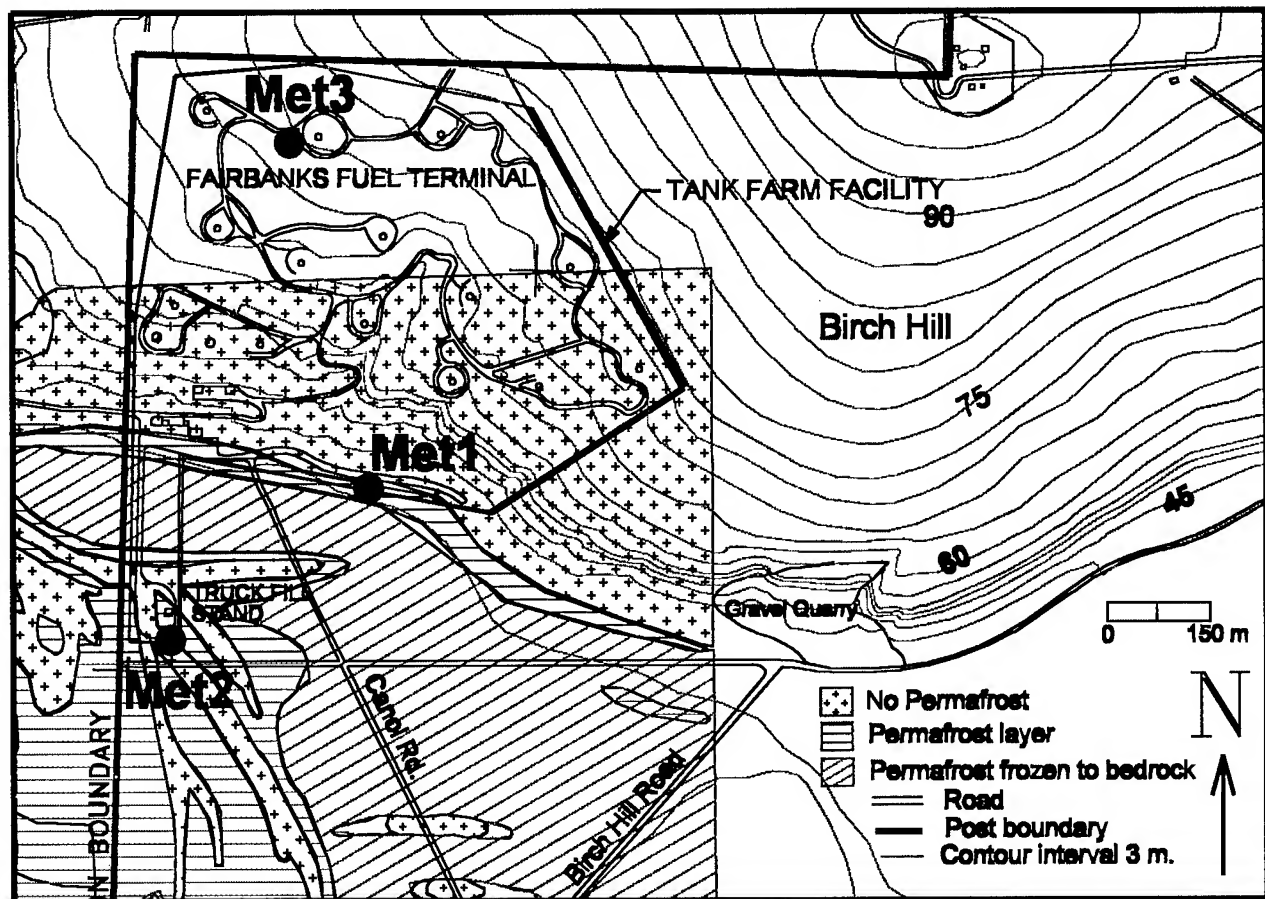 Met3
FAIRBANKS FUEL TERMINAL
TANK FARM FACILITY
90
Birch Hill
75
Met1
45
60
Gravel Quarry
TRUCK FILL
STAND
0 150 m
Met2
Canol Rd.
Birch Hill Road
BOUNDARY
No Permafrost
Permafrost layer
Permafrost frozen to bedrock
Road
Post boundary
Contour interval 3 m.
N